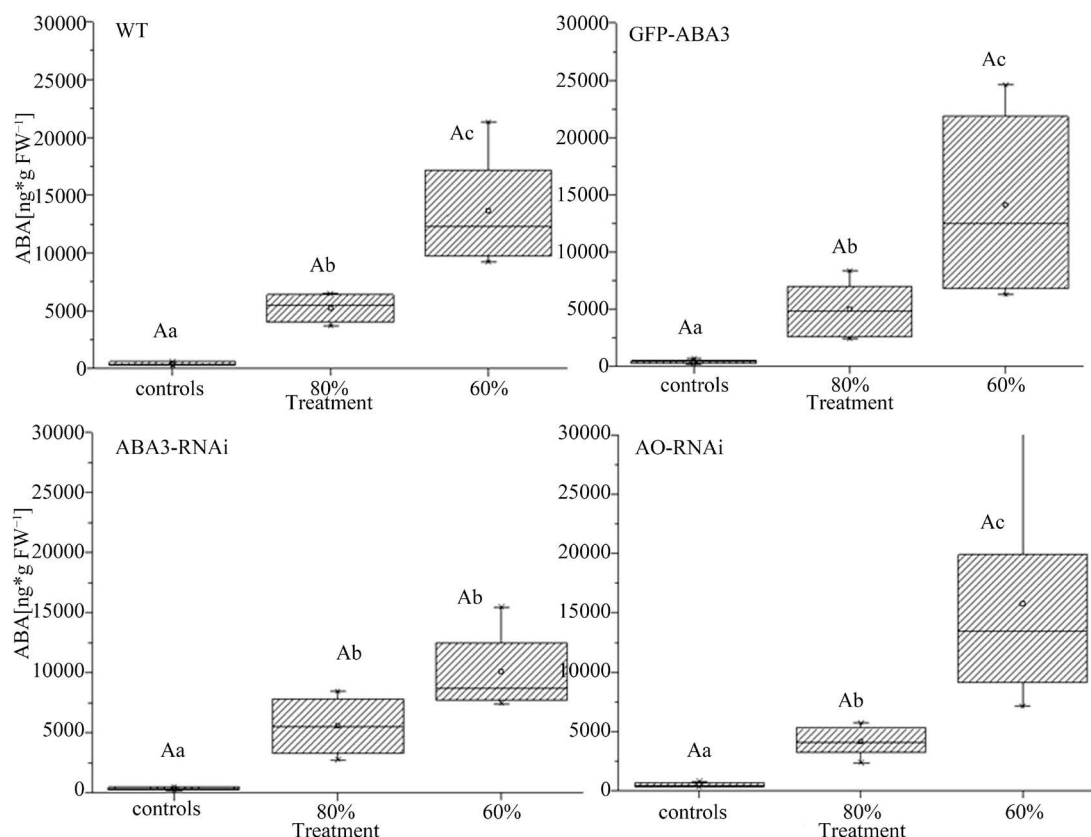 WT
ABA[ng*g FW⁻¹]
30000
25000
20000
15000
10000
5000
0
Aa
Ab
Ac
controls
80%
60%
Treatment
GFP-ABA3
30000
25000
20000
15000
10000
5000
0
Aa
Ab
Ac
controls
80%
60%
Treatment
ABA3-RNAi
ABA[ng*g FW⁻¹]
30000
25000
20000
15000
10000
5000
0
Aa
Ab
Ab
controls
80%
60%
Treatment
AO-RNAi
30000
25000
20000
15000
10000
5000
0
Aa
Ab
Ac
controls
80%
60%
Treatment